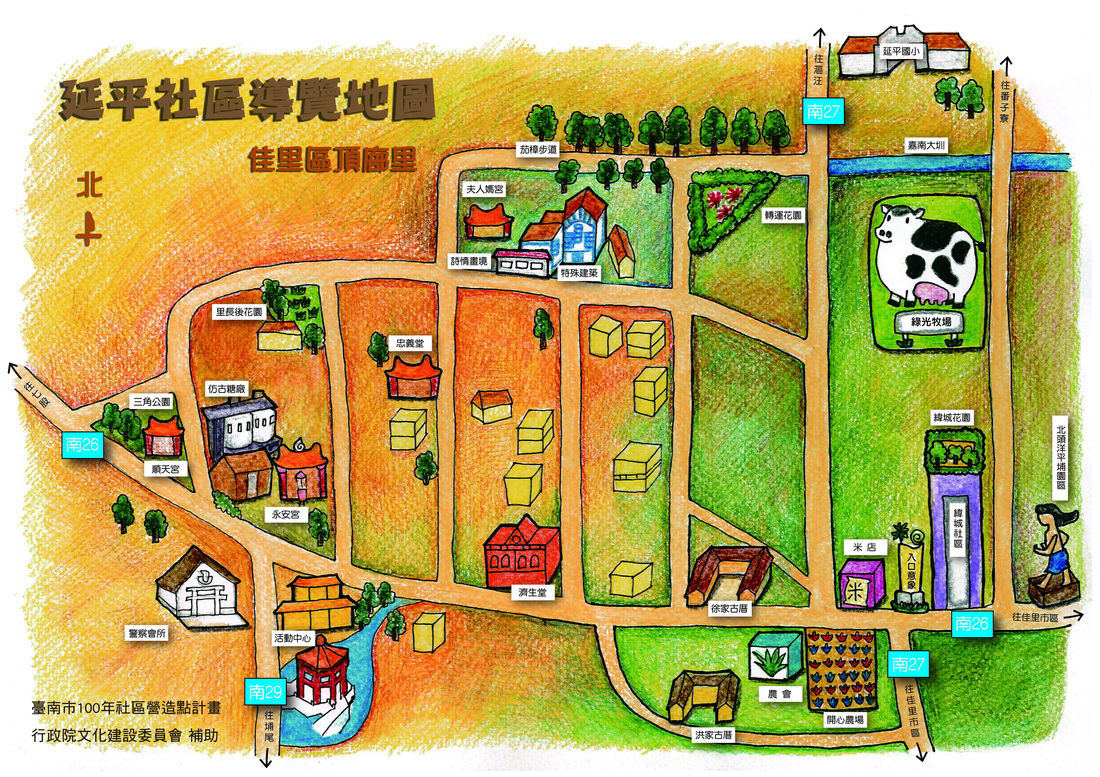 延平社區導覽地圖
佳里區頂廍里
北
往漚汪
延平國小
往番子寮
南27
茄樟步道
嘉南大圳
夫人媽宮
轉運花園
詩情畫境
特殊建築
綠光牧場
里長後花園
忠義堂
往七股
仿古糖廠
三角公園
南26
順天宮
永安宮
緯城花園
北頭洋平埔園區
緯城社區
米店
入口意象
米
濟生堂
徐家古厝
往佳里市區
南26
警察會所
活動中心
南27
農會
開心農場
洪家古厝
往佳里市區
南29
往埔尾
臺南市100年社區營造點計畫
行政院文化建設委員會 補助